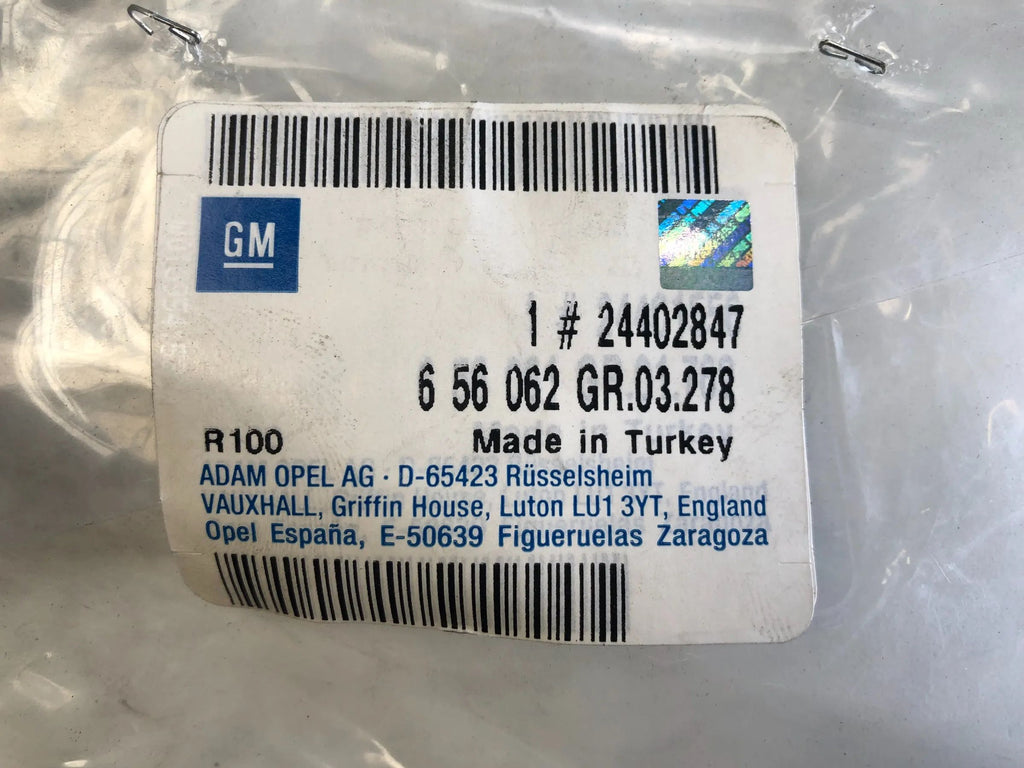 GM
1 # 24402847
6 56 062 GR.03.278
R100 Made in Turkey
ADAM OPEL AG · D-65423 Rüsselsheim
VAUXHALL, Griffin House, Luton LU1 3YT, England
Opel España, E-50639 Figueruelas Zaragoza